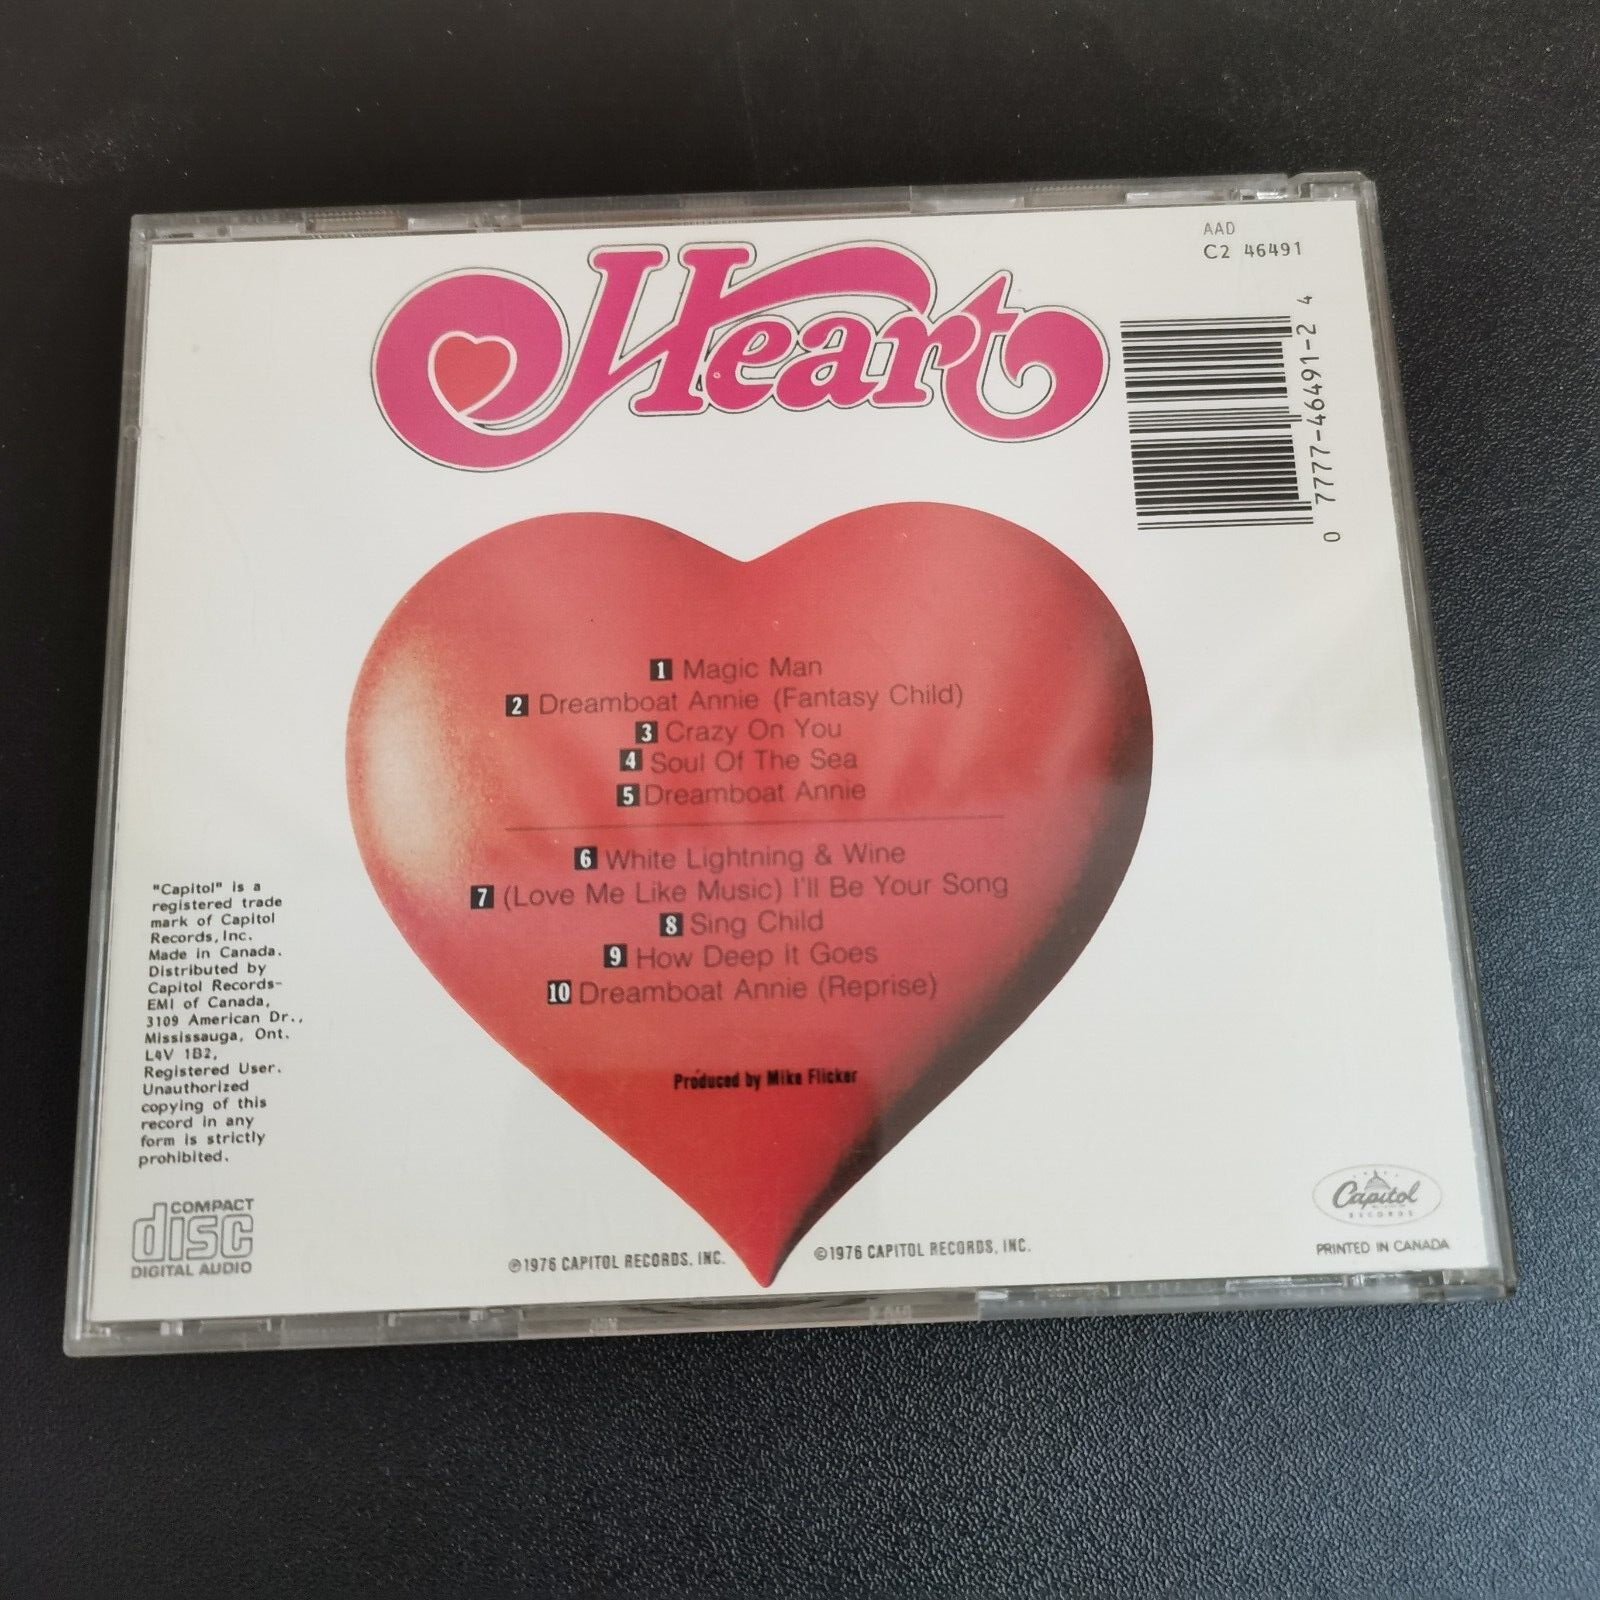 Heart
AAD
C2 46491
0 7777-46491-2 4
1 Magic Man
2 Dreamboat Annie (Fantasy Child)
3 Crazy On You
4 Soul Of The Sea
5 Dreamboat Annie
6 White Lightning & Wine
7 (Love Me Like Music) I'll Be Your Song
8 Sing Child
9 How Deep It Goes
10 Dreamboat Annie (Reprise)
Produced by Mike Flicker
"Capitol" is a
registered trade
mark of Capitol
Records, Inc.
Made in Canada.
Distributed by
Capitol Records-
EMI of Canada,
3109 American Dr.,
Mississauga, Ont.
L4V 1B2,
Registered User.
Unauthorized
copying of this
record in any
form is strictly
prohibited.
COMPACT
disc
DIGITAL AUDIO
℗1976 CAPITOL RECORDS, INC.
©1976 CAPITOL RECORDS, INC.
Capitol
RECORDS
PRINTED IN CANADA